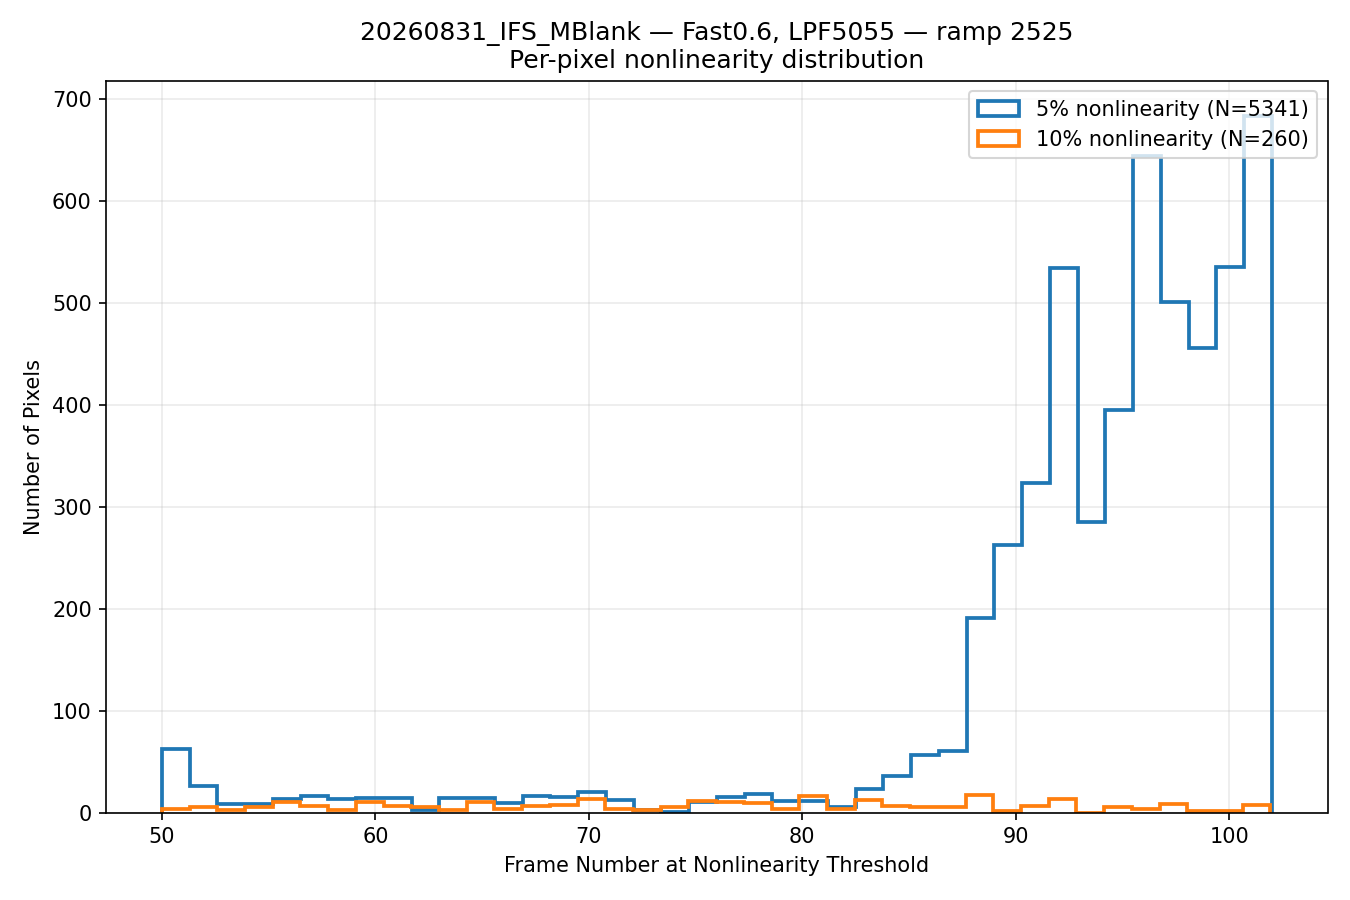 20260831_IFS_MBlank — Fast0.6, LPF5055 — ramp 2525
Per-pixel nonlinearity distribution
5% nonlinearity (N=5341)
10% nonlinearity (N=260)
Number of Pixels
700
600
500
400
300
200
100
0
50 60 70 80 90 100
Frame Number at Nonlinearity Threshold